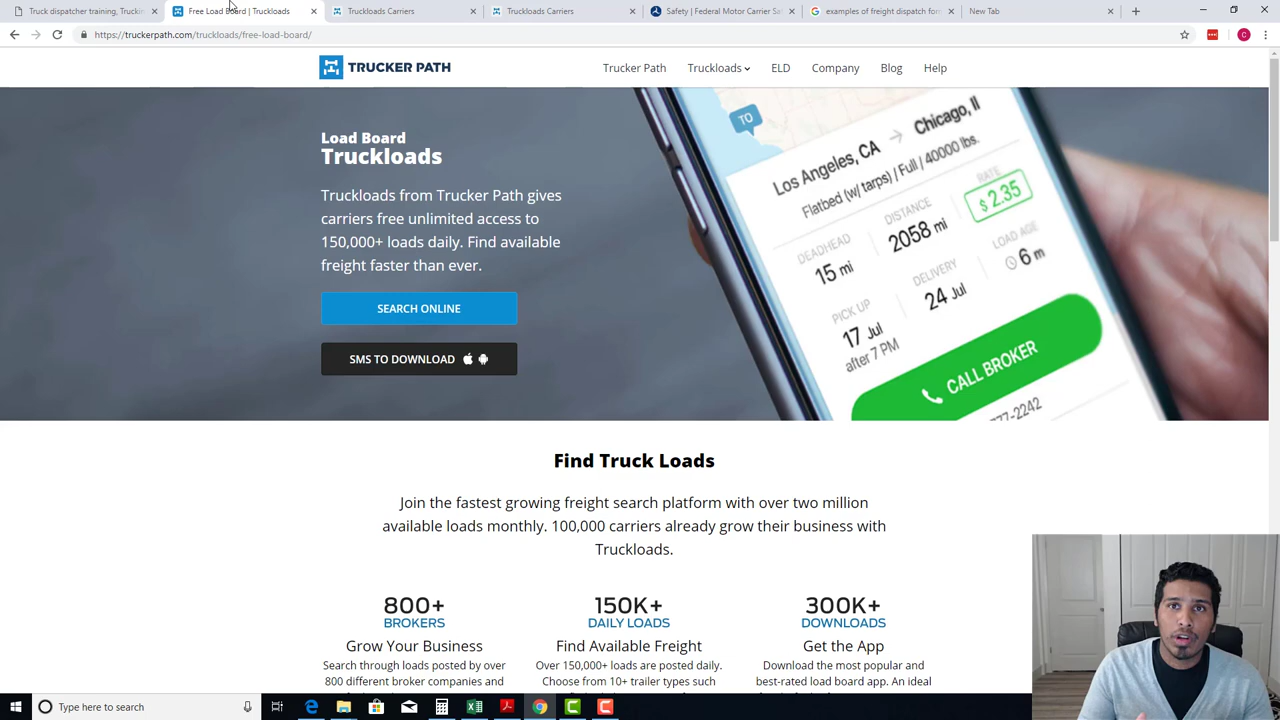 Truck dispatcher training, Truckin
Free Load Board | Truckloads
Truckloads Carriers
Truckloads Carriers
Safety | Federal Motor Carrier Sa
examples of freight dispatch for
New Tab
https://truckerpath.com/truckloads/free-load-board/
TRUCKER PATH
Trucker Path
Truckloads
ELD
Company
Blog
Help
Load Board
Truckloads
Truckloads from Trucker Path gives
carriers free unlimited access to
150,000+ loads daily. Find available
freight faster than ever.
SEARCH ONLINE
SMS TO DOWNLOAD
TO
Los Angeles, CA → Chicago, Il
Flatbed (w/ tarps) / Full / 40000 lbs.
DEADHEAD
15 mi
DISTANCE
2058 mi
RATE
$ 2.35
PICK UP
17 Jul
after 7 PM
DELIVERY
24 Jul
LOAD AGE
6 m
CALL BROKER
777-2242
Find Truck Loads
Join the fastest growing freight search platform with over two million
available loads monthly. 100,000 carriers already grow their business with
Truckloads.
800+
BROKERS
Grow Your Business
Search through loads posted by over
800 different broker companies and
150K+
DAILY LOADS
Find Available Freight
Over 150,000+ loads are posted daily.
Choose from 10+ trailer types such
300K+
DOWNLOADS
Get the App
Download the most popular and
best-rated load board app. An ideal
Type here to search